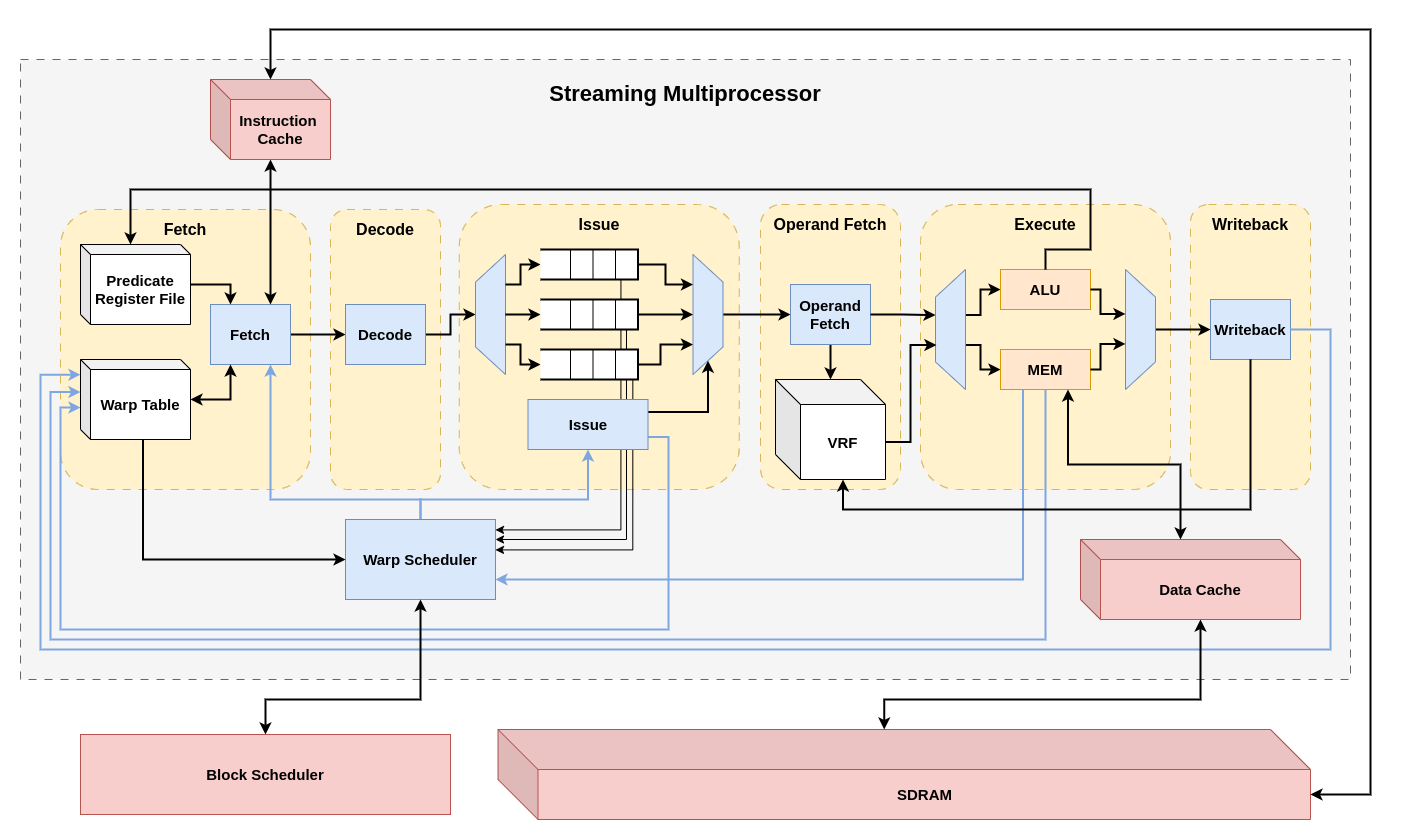 Streaming Multiprocessor
Instruction
Cache
Fetch
Decode
Issue
Operand Fetch
Execute
Writeback
Predicate
Register File
Fetch
Decode
Operand
Fetch
ALU
Writeback
Warp Table
MEM
Issue
VRF
Warp Scheduler
Data Cache
Block Scheduler
SDRAM